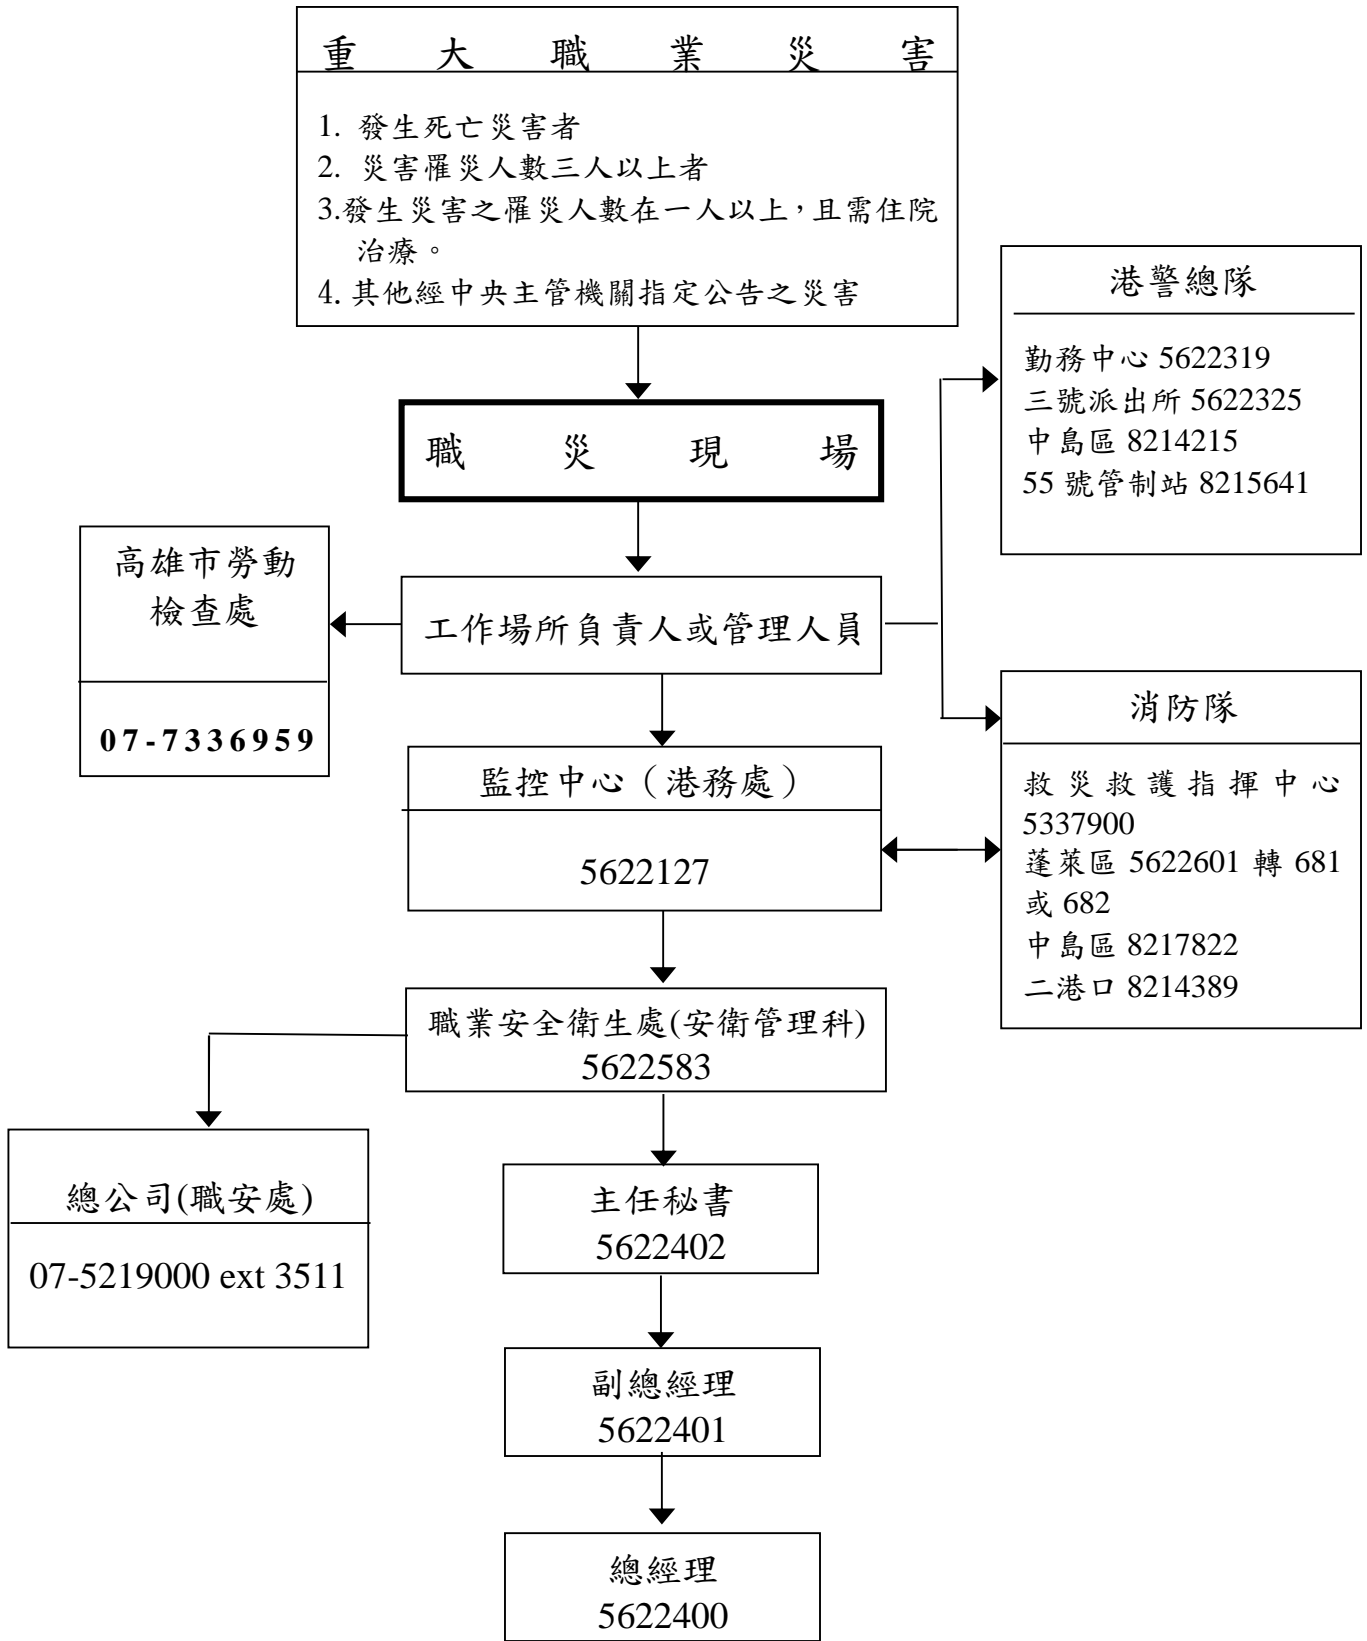 重大職業災害
1. 發生死亡災害者
2. 災害罹災人數三人以上者
3.發生災害之罹災人數在一人以上,且需住院
治療。
4. 其他經中央主管機關指定公告之災害
港警總隊
勤務中心 5622319
三號派出所 5622325
中島區 8214215
55 號管制站 8215641
職災現場
高雄市勞動
檢查處
07-7336959
工作場所負責人或管理人員
消防隊
救災救護指揮中心
5337900
蓬萊區 5622601 轉 681
或 682
中島區 8217822
二港口 8214389
監控中心（港務處）
5622127
職業安全衛生處(安衛管理科)
5622583
總公司(職安處)
07-5219000 ext 3511
主任秘書
5622402
副總經理
5622401
總經理
5622400